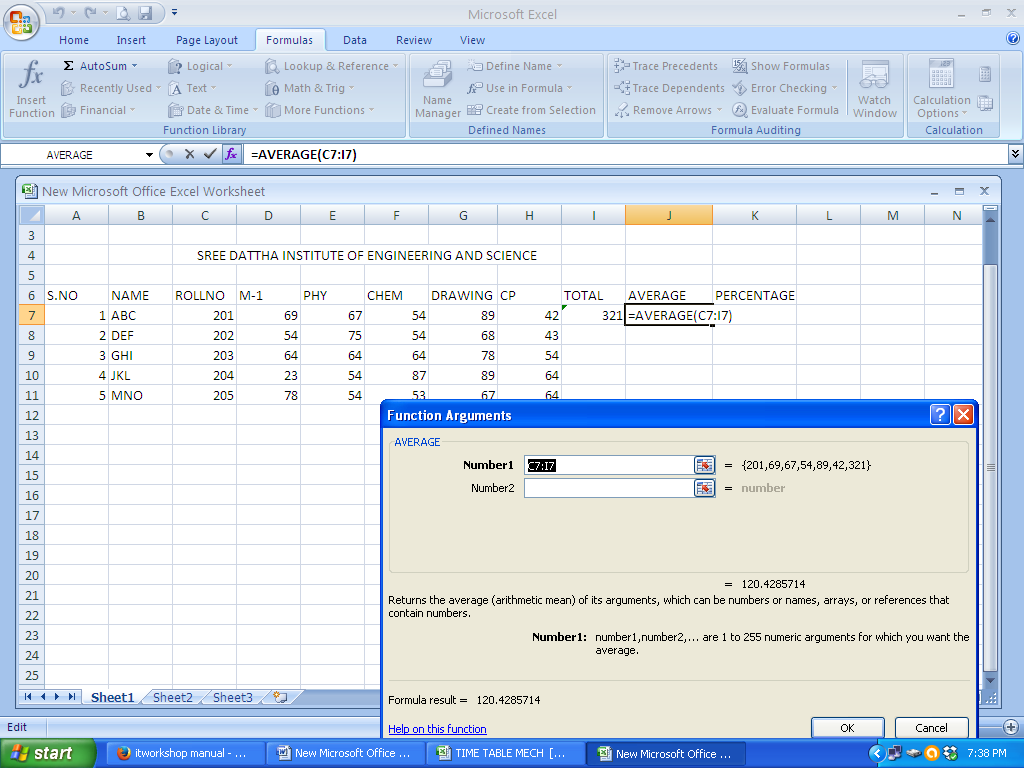 Microsoft Excel
Home Insert Page Layout Formulas Data Review View
fx Insert Function
Σ AutoSum
Recently Used
Financial
Logical
Text
Date & Time
Lookup & Reference
Math & Trig
More Functions
Function Library
Name Manager
Define Name
Use in Formula
Create from Selection
Defined Names
Trace Precedents
Trace Dependents
Remove Arrows
Show Formulas
Error Checking
Evaluate Formula
Formula Auditing
Watch Window
Calculation Options
Calculation
AVERAGE fx =AVERAGE(C7:I7)
New Microsoft Office Excel Worksheet
A B C D E F G H I J K L M N
3
4 SREE DATTHA INSTITUTE OF ENGINEERING AND SCIENCE
5
6 S.NO NAME ROLLNO M-1 PHY CHEM DRAWING CP TOTAL AVERAGE PERCENTAGE
7 1 ABC 201 69 67 54 89 42 321 =AVERAGE(C7:I7)
8 2 DEF 202 54 75 54 68 43
9 3 GHI 203 64 64 64 78 54
10 4 JKL 204 23 54 87 89 64
11 5 MNO 205 78 54 53 67 64
12
13
14
15
16
17
18
19
20
21
22
23
24
25
Function Arguments
AVERAGE
Number1 C7:I7 = {201,69,67,54,89,42,321}
Number2 = number
= 120.4285714
Returns the average (arithmetic mean) of its arguments, which can be numbers or names, arrays, or references that
contain numbers.
Number1: number1,number2,... are 1 to 255 numeric arguments for which you want the
average.
Formula result = 120.4285714
Help on this function
OK Cancel
Sheet1 Sheet2 Sheet3
Edit
start itworkshop manual - ... New Microsoft Office ... TIME TABLE MECH [... New Microsoft Office ... 7:38 PM